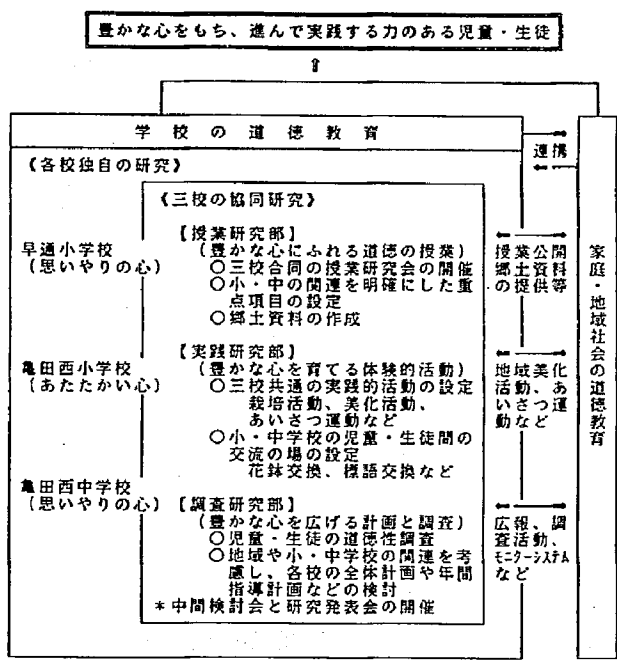 豊かな心をもち、進んで実践する力のある児童・生徒
⇧
学校の道徳教育
連携
《各校独自の研究》
《三校の協同研究》
早通小学校
(思いやりの心)
亀田西小学校
(あたたかい心)
亀田西中学校
(思いやりの心)
【授業研究部】
(豊かな心にふれる道徳の授業)
○三校合同の授業研究会の開催
○小・中の関連を明確にした重
点項目の設定
○郷土資料の作成
【実践研究部】
(豊かな心を育てる体験的活動)
○三校共通の実践的活動の設定
栽培活動、美化活動、
あいさつ運動など
○小・中学校の児童・生徒間の
交流の場の設定
花鉢交換、標語交換など
【調査研究部】
(豊かな心を広げる計画と調査)
○児童・生徒の道徳性調査
○地域や小・中学校の関連を考
慮し、各校の全体計画や年間
指導計画などの検討
*中間検討会と研究発表会の開催
授業公開
郷土資料
の提供等
地域美化
活動、あ
いさつ運
動など
広報、調
査活動、
モニターシステム
など
家庭・地域社会の道徳教育